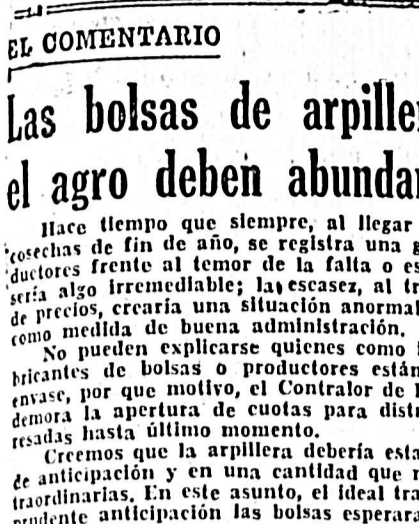 EL COMENTARIO
Las bolsas de arpille
el agro deben abunda
Hace tiempo que siempre, al llegar
cosechas de fin de año, se registra una g
ductores frente al temor de la falta o es
sería algo irremediable; la escasez, al tr
de precios, crearía una situación anormal
como medida de buena administración.
No pueden explicarse quienes como i
bricantes de bolsas o productores están
envase, por que motivo, el Contralor de
demora la apertura de cuotas para distr
resadas hasta último momento.
Creemos que la arpillera debería esta
de anticipación y en una cantidad que
traordinarias. En este asunto, el ideal tra
prudente anticipación las bolsas esperar